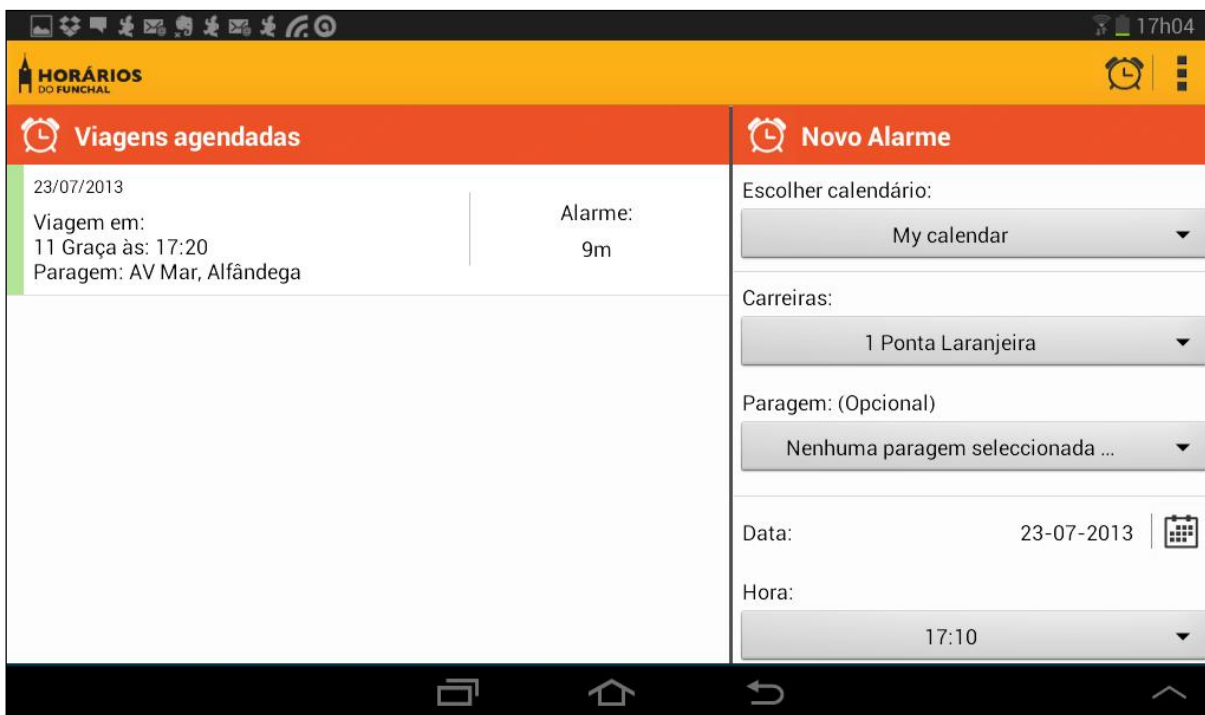 17h04
HORÁRIOS
DO FUNCHAL
Viagens agendadas
23/07/2013
Viagem em:
11 Graça às: 17:20
Paragem: AV Mar, Alfândega
Alarme:
9m
Novo Alarme
Escolher calendário:
My calendar
Carreiras:
1 Ponta Laranjeira
Paragem: (Opcional)
Nenhuma paragem seleccionada ...
Data:
23-07-2013
Hora:
17:10